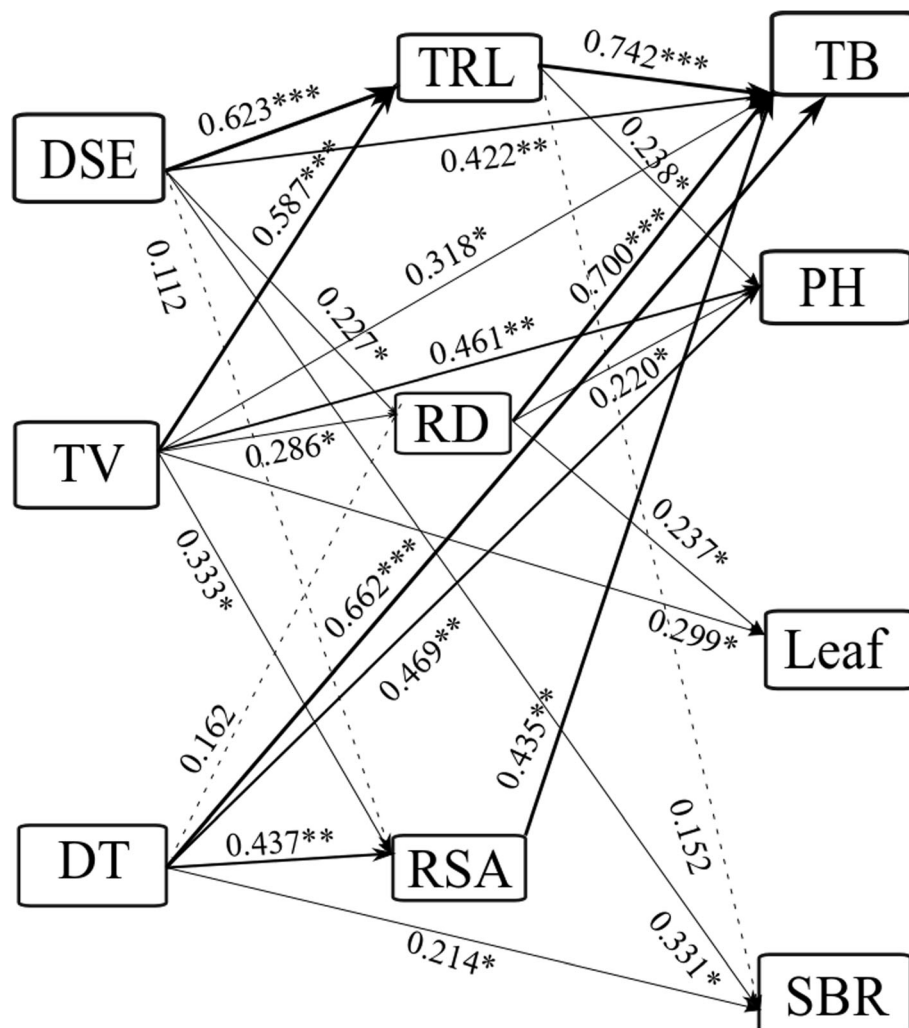 TRL
0.742***
TB
0.623***
DSE
0.422**
0.238*
0.587***
0.112
0.318*
0.700***
PH
0.227*
0.461**
0.220*
RD
TV
0.286*
0.237*
0.333*
0.662***
0.299*
Leaf
0.469**
0.162
0.435**
0.152
DT
0.437**
RSA
0.214*
0.331*
SBR